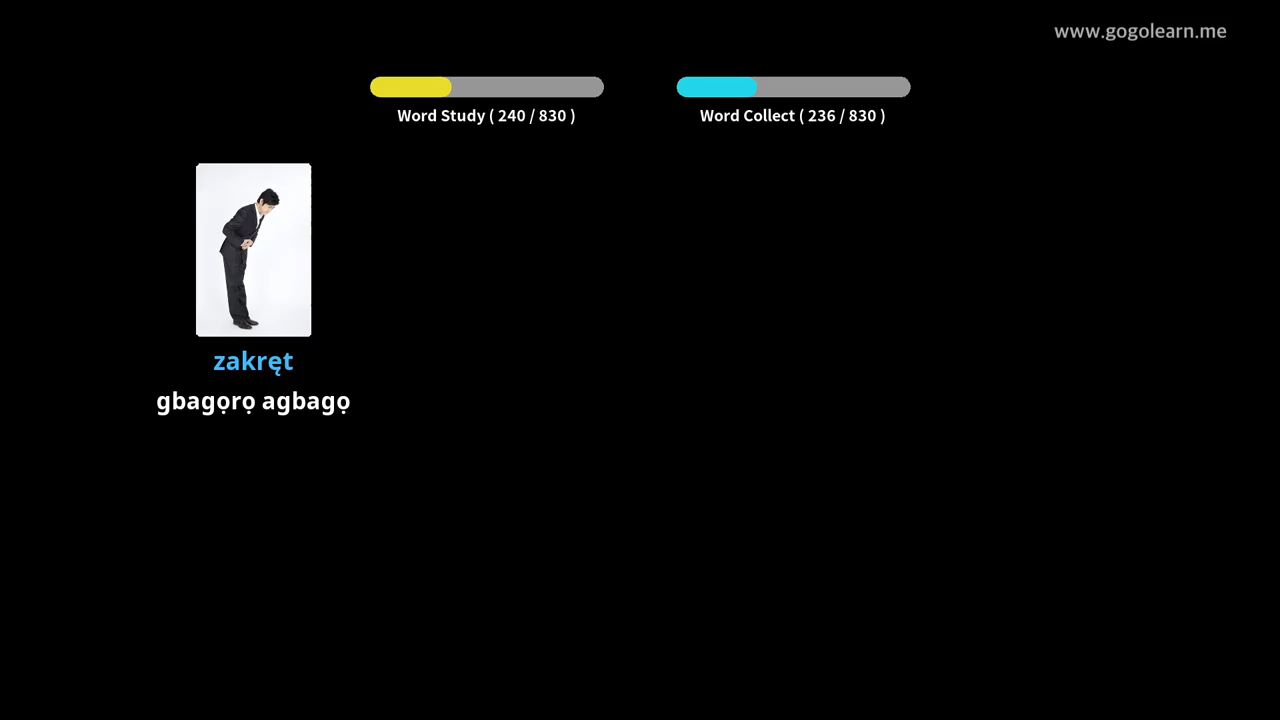 www.gogolearn.me
Word Study ( 240 / 830 )
Word Collect ( 236 / 830 )
zakręt
gbagọrọ agbagọ